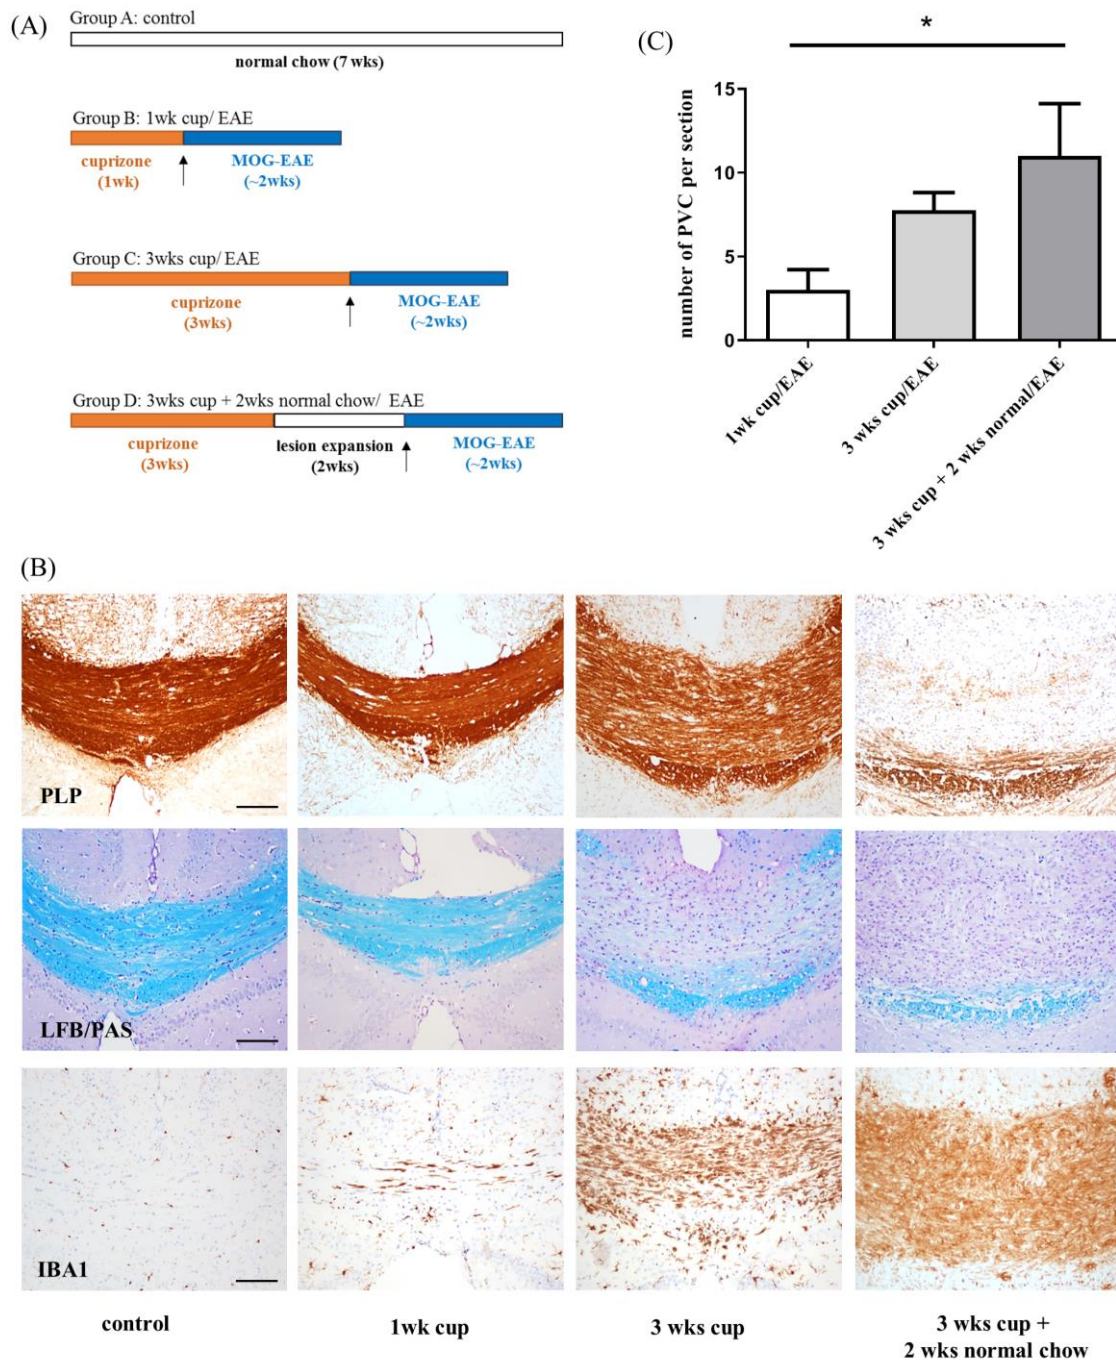 (A)
Group A: control
normal chow (7 wks)
Group B: 1wk cup/ EAE
cuprizone
(1wk)
MOG-EAE
(~2wks)
Group C: 3wks cup/ EAE
cuprizone
(3wks)
MOG-EAE
(~2wks)
Group D: 3wks cup + 2wks normal chow/ EAE
cuprizone
(3wks)
lesion expansion
(2wks)
MOG-EAE
(~2wks)
(C)
*
number of PVC per section
15
10
5
0
1wk cup/EAE
3 wks cup/EAE
3 wks cup + 2 wks normal/EAE
(B)
PLP
LFB/PAS
IBA1
control
1wk cup
3 wks cup
3 wks cup +
2 wks normal chow